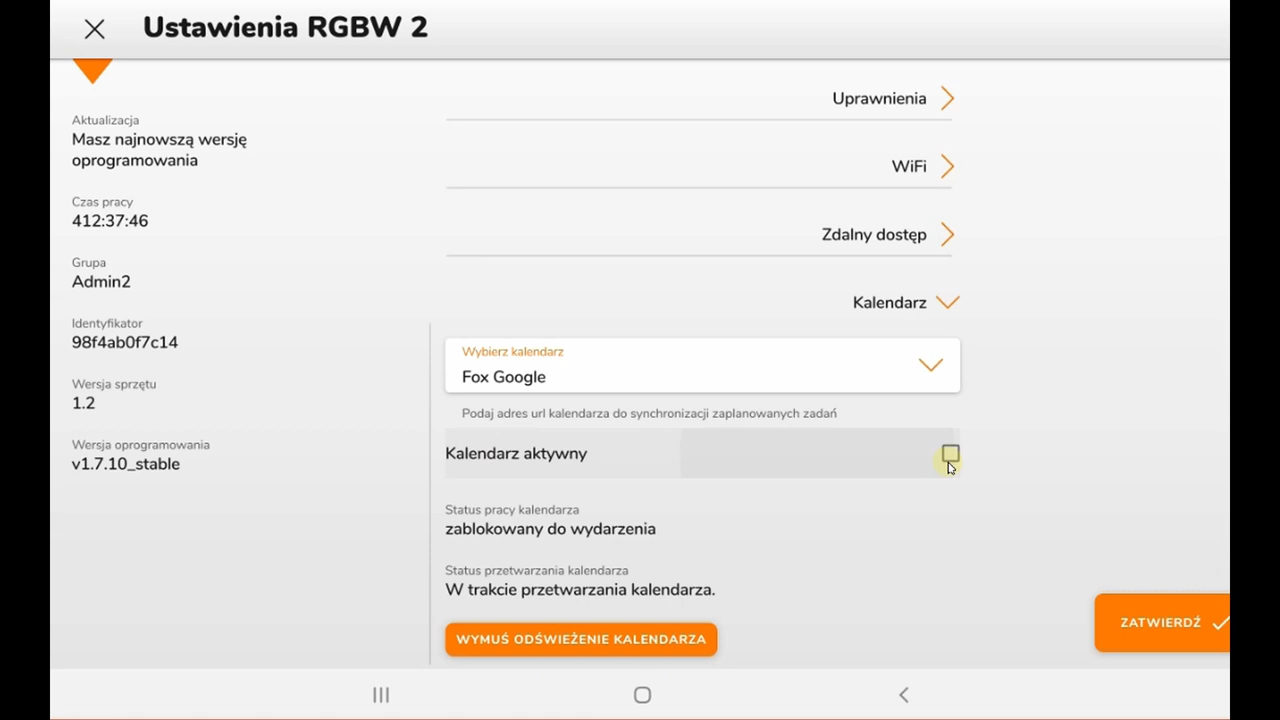 Ustawienia RGBW 2
Aktualizacja
Masz najnowszą wersję
oprogramowania
Czas pracy
412:37:46
Grupa
Admin2
Identyfikator
98f4ab0f7c14
Wersja sprzętu
1.2
Wersja oprogramowania
v1.7.10_stable
Uprawnienia
WiFi
Zdalny dostęp
Kalendarz
Wybierz kalendarz
Fox Google
Podaj adres url kalendarza do synchronizacji zaplanowanych zadań
Kalendarz aktywny
Status pracy kalendarza
zablokowany do wydarzenia
Status przetwarzania kalendarza
W trakcie przetwarzania kalendarza.
WYMUŚ ODŚWIEŻENIE KALENDARZA
ZATWIERDŹ